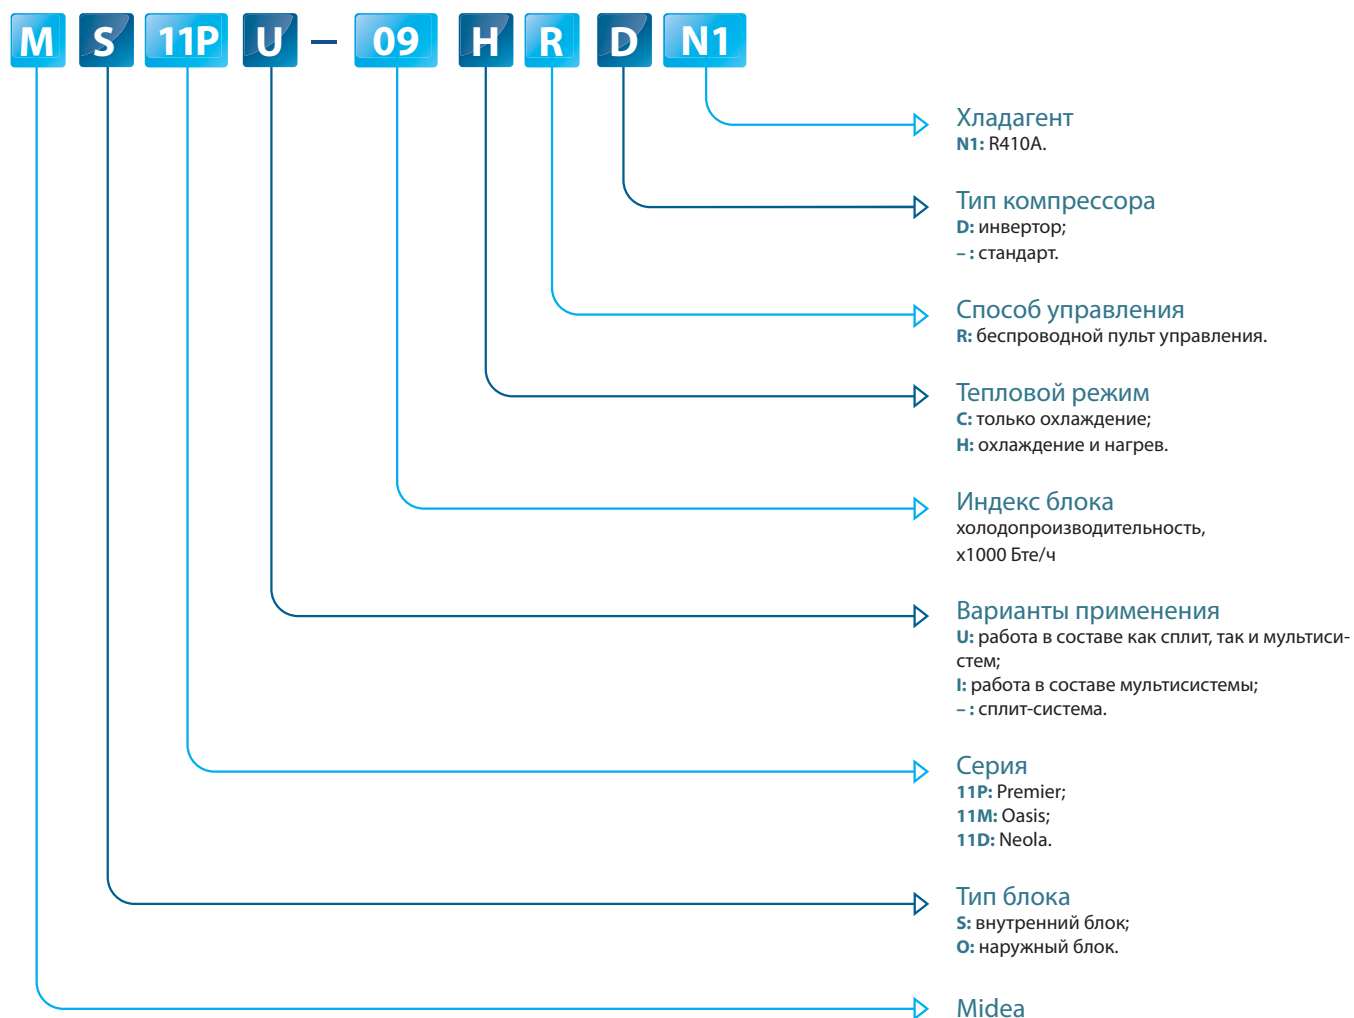 M S 11P U – 09 H R D N1
Хладагент
N1: R410A.
Тип компрессора
D: инвертор;
– : стандарт.
Способ управления
R: беспроводной пульт управления.
Тепловой режим
C: только охлаждение;
H: охлаждение и нагрев.
Индекс блока
холодопроизводительность,
х1000 Бте/ч
Варианты применения
U: работа в составе как сплит, так и мультиси-
стем;
I: работа в составе мультисистемы;
– : сплит-система.
Серия
11P: Premier;
11M: Oasis;
11D: Neola.
Тип блока
S: внутренний блок;
O: наружный блок.
Midea